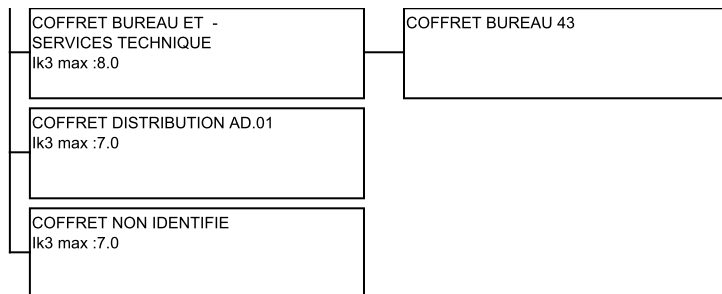 COFFRET BUREAU ET -
SERVICES TECHNIQUE
Ik3 max :8.0
COFFRET BUREAU 43
COFFRET DISTRIBUTION AD.01
Ik3 max :7.0
COFFRET NON IDENTIFIE
Ik3 max :7.0